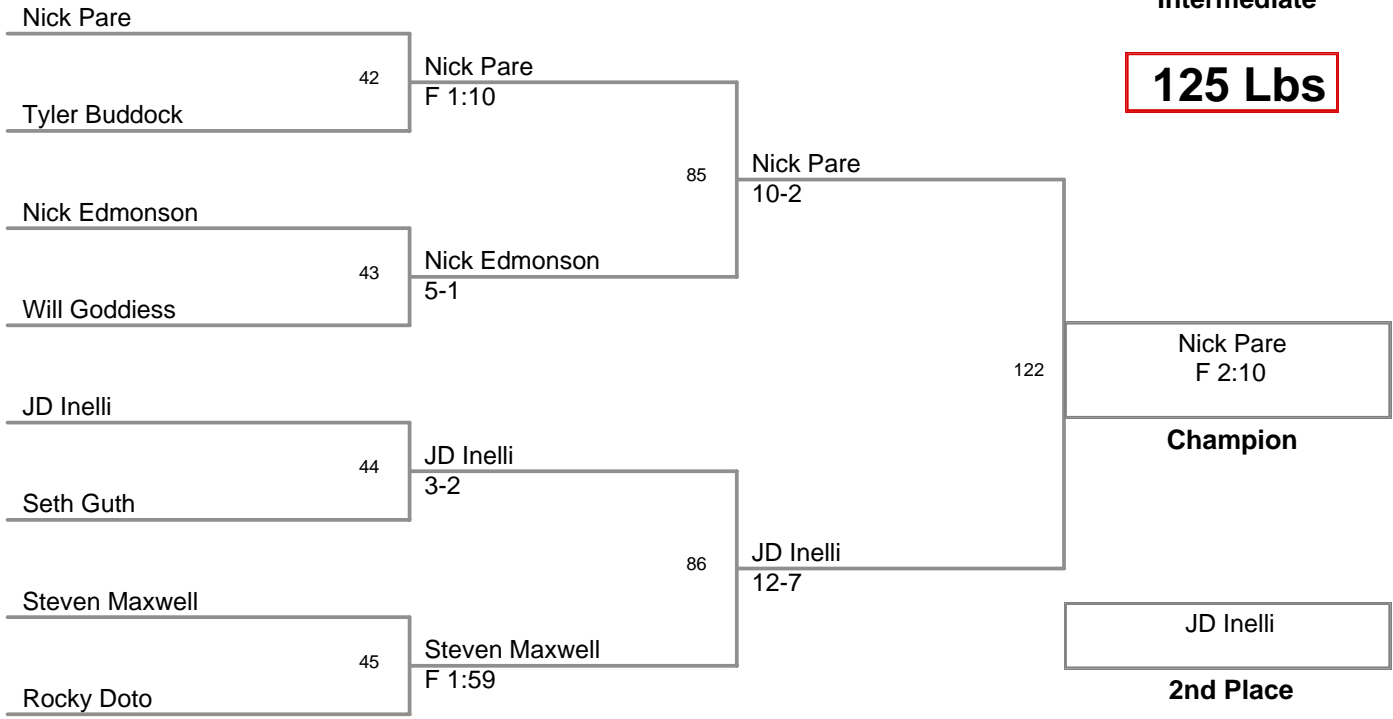 Intermediate
125 Lbs
Nick Pare
42
Tyler Buddock
Nick Pare
F 1:10
Nick Edmonson
43
Will Goddiess
Nick Edmonson
5-1
85
Nick Pare
10-2
JD Inelli
44
Seth Guth
JD Inelli
3-2
Steven Maxwell
45
Rocky Doto
Steven Maxwell
F 1:59
86
JD Inelli
12-7
122
Nick Pare
F 2:10
Champion
JD Inelli
2nd Place